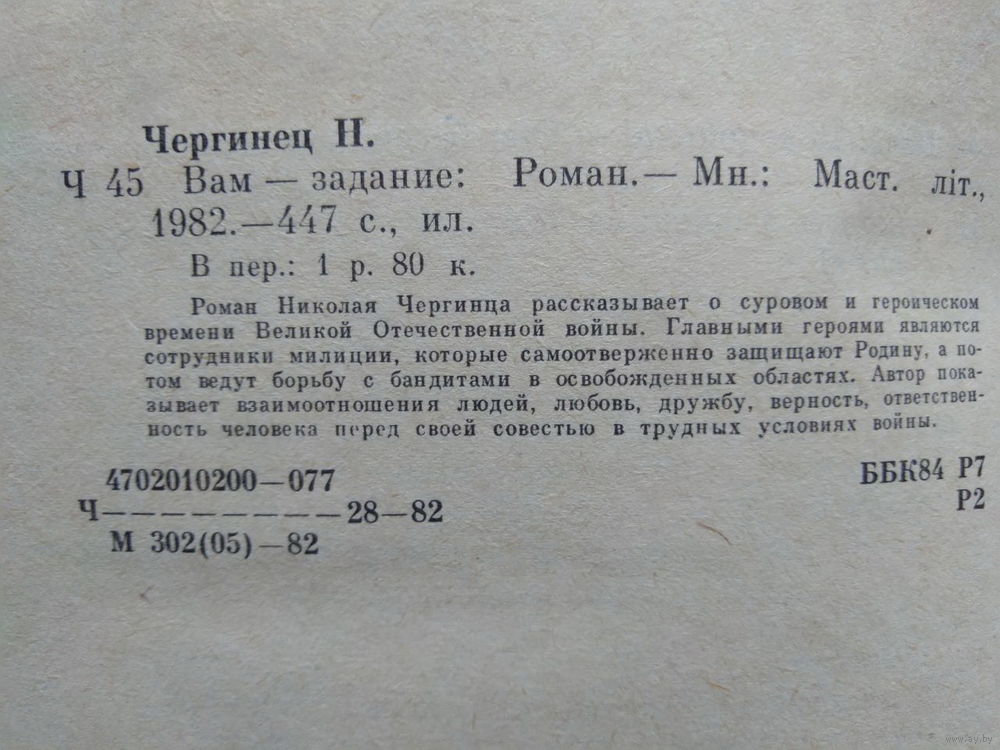 Чергинец Н.
Ч 45 Вам — задание: Роман. — Мн.: Маст. літ.,
1982.—447 с., ил.
В пер.: 1 р. 80 к.
Роман Николая Чергинца рассказывает о суровом и героическом
времени Великой Отечественной войны. Главными героями являются
сотрудники милиции, которые самоотверженно защищают Родину, а по-
том ведут борьбу с бандитами в освобожденных областях. Автор пока-
зывает взаимоотношения людей, любовь, дружбу, верность, ответствен-
ность человека перед своей совестью в трудных условиях войны.
4702010200—077
Ч— — — — — — — —28—82
М 302(05)—82
ББК84 Р7
Р2
www.ay.by